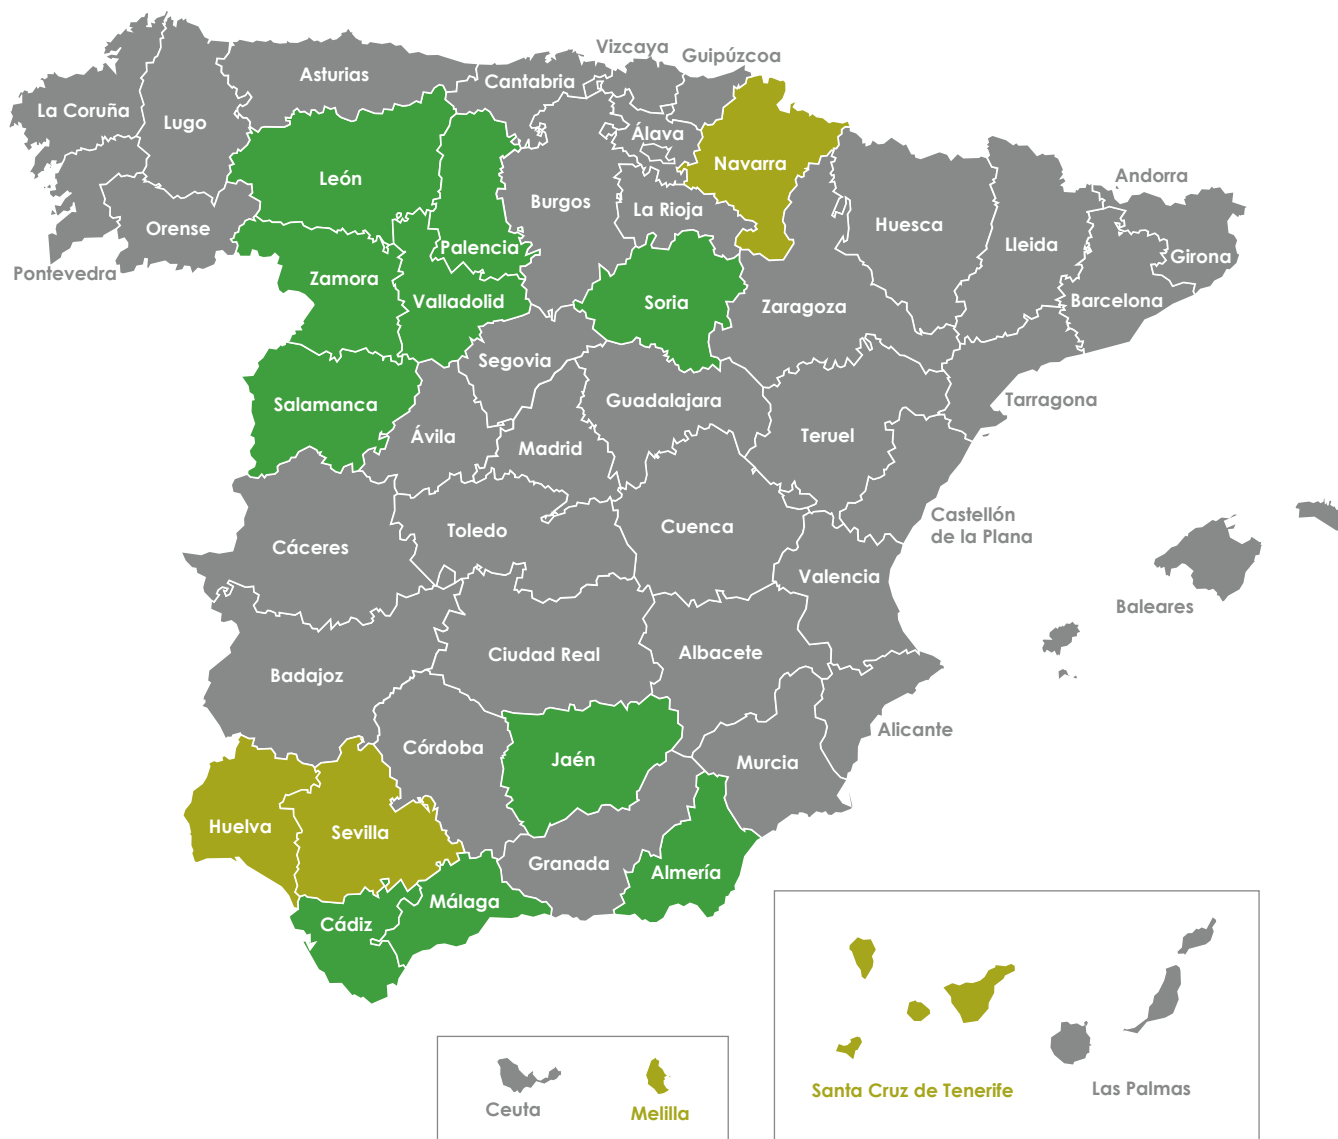 Vizcaya
Guipúzcoa
Asturias
Cantabria
La Coruña
Lugo
Álava
Navarra
Andorra
León
Burgos
La Rioja
Huesca
Orense
Palencia
Lleida
Girona
Pontevedra
Zamora
Valladolid
Soria
Zaragoza
Barcelona
Segovia
Salamanca
Guadalajara
Tarragona
Ávila
Madrid
Teruel
Toledo
Cuenca
Castellón
de la Plana
Cáceres
Valencia
Baleares
Badajoz
Ciudad Real
Albacete
Alicante
Córdoba
Jaén
Murcia
Huelva
Sevilla
Granada
Almería
Málaga
Cádiz
Santa Cruz de Tenerife
Las Palmas
Ceuta
Melilla